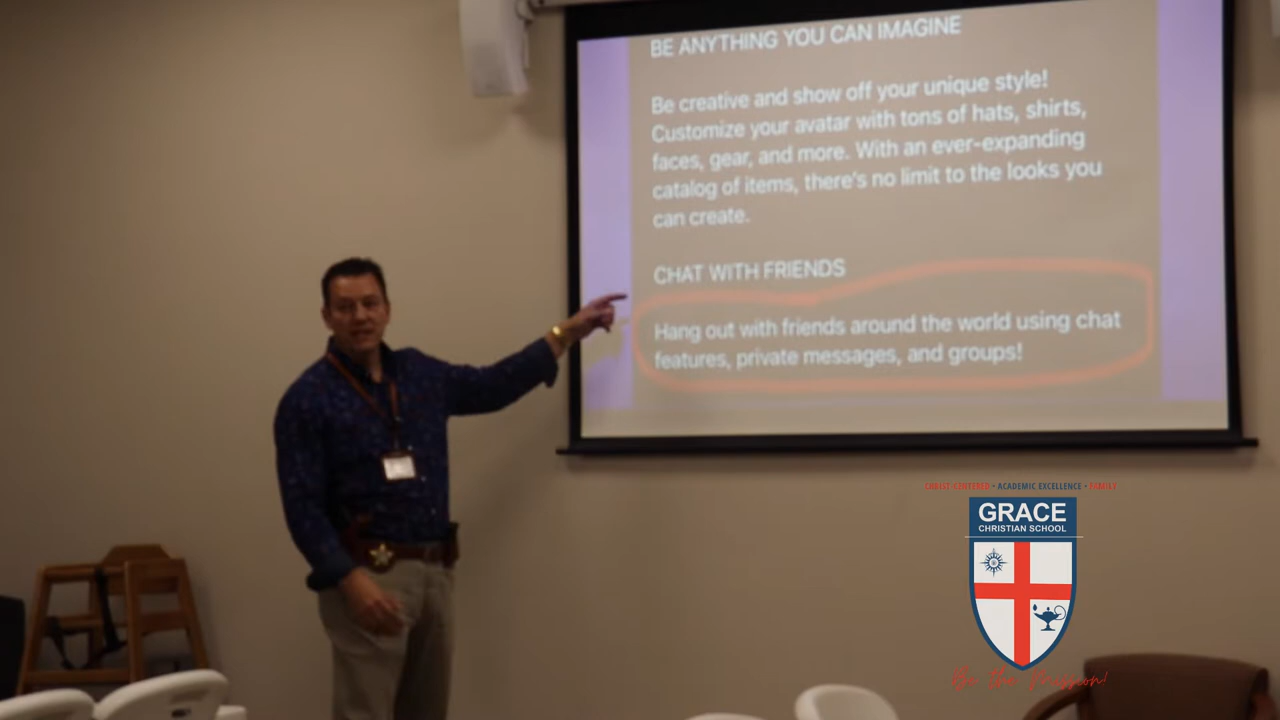 BE ANYTHING YOU CAN IMAGINE
Be creative and show off your unique style!
Customize your avatar with tons of hats, shirts,
faces, gear, and more. With an ever-expanding
catalog of items, there's no limit to the looks you
can create.
CHAT WITH FRIENDS
Hang out with friends around the world using chat
features, private messages, and groups!
CHRIST-CENTERED • ACADEMIC EXCELLENCE • FAMILY
GRACE
CHRISTIAN SCHOOL
On the Mission!